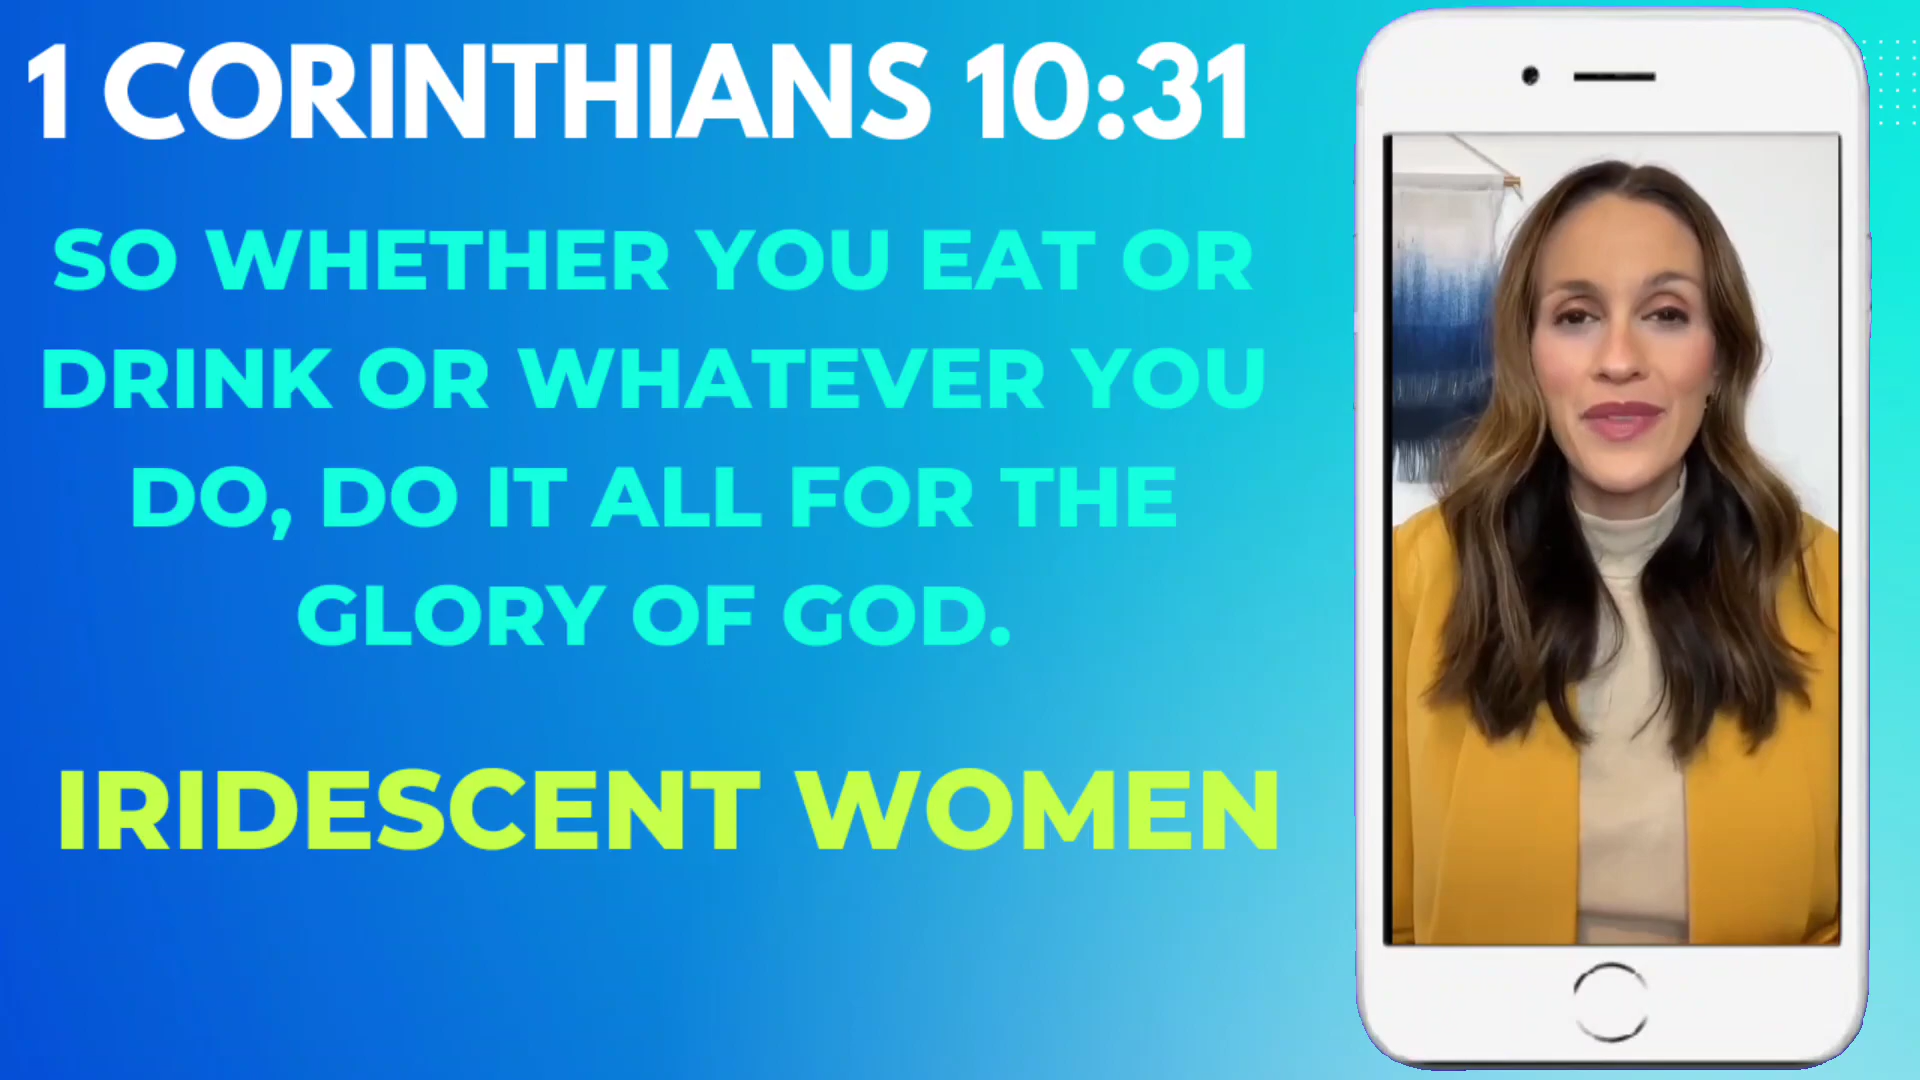 1 CORINTHIANS 10:31
SO WHETHER YOU EAT OR
DRINK OR WHATEVER YOU
DO, DO IT ALL FOR THE
GLORY OF GOD.
IRIDESCENT WOMEN